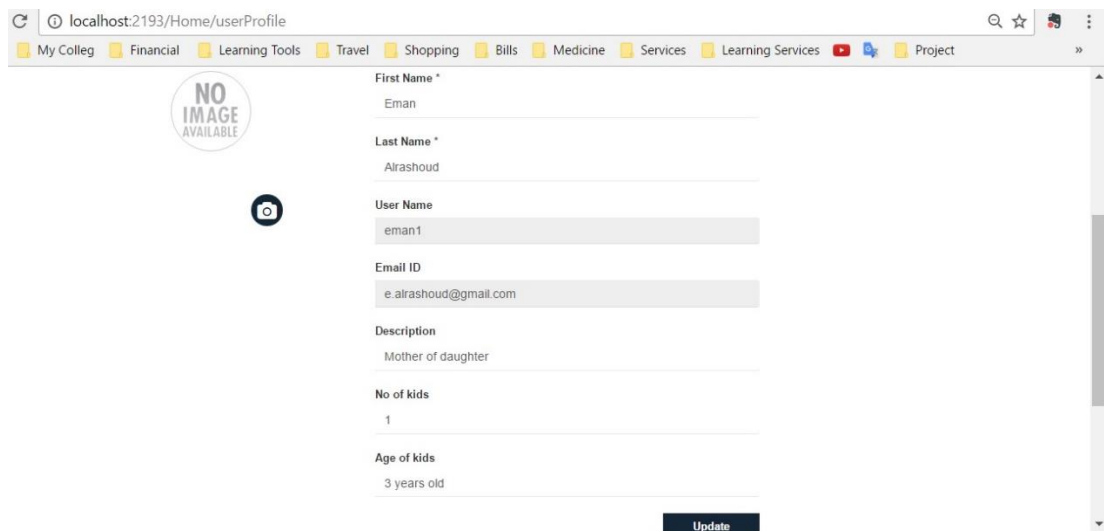 localhost:2193/Home/userProfile
My Colleg Financial Learning Tools Travel Shopping Bills Medicine Services Learning Services Project »
NO
IMAGE
AVAILABLE
First Name *
Eman
Last Name *
Alrashoud
User Name
eman1
Email ID
e.alrashoud@gmail.com
Description
Mother of daughter
No of kids
1
Age of kids
3 years old
Update